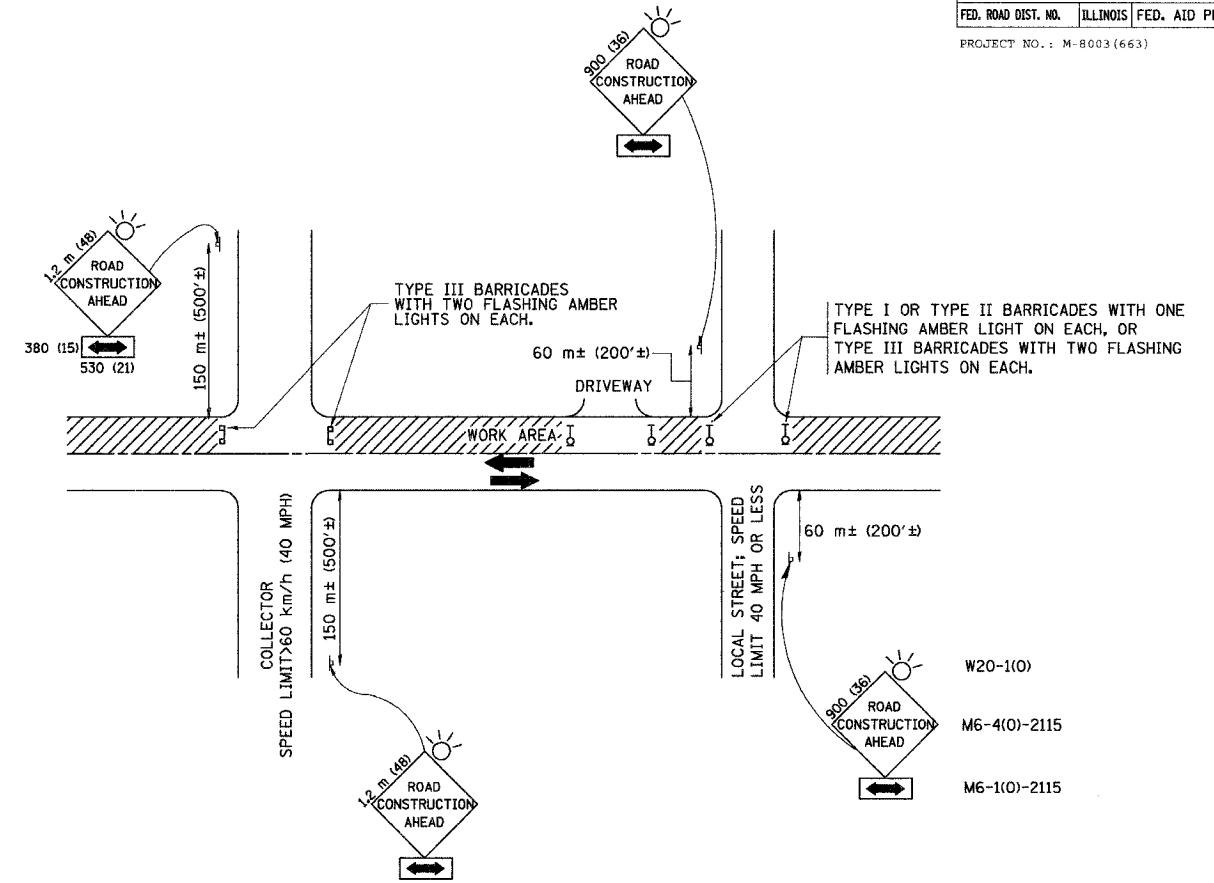 FED. ROAD DIST. NO. ILLINOIS FED. AID P
PROJECT NO.: M-8003(663)
900 (36)
ROAD
CONSTRUCTION
AHEAD
1.2 m (48)
ROAD
CONSTRUCTION
AHEAD
380 (15)
530 (21)
150 m± (500'±)
TYPE III BARRICADES
WITH TWO FLASHING AMBER
LIGHTS ON EACH.
60 m± (200'±)
DRIVEWAY
TYPE I OR TYPE II BARRICADES WITH ONE
FLASHING AMBER LIGHT ON EACH, OR
TYPE III BARRICADES WITH TWO FLASHING
AMBER LIGHTS ON EACH.
WORK AREA
COLLECTOR
SPEED LIMIT>60 km/h (40 MPH)
150 m± (500'±)
LOCAL STREET; SPEED
LIMIT 40 MPH OR LESS
60 m± (200'±)
1.2 m (48)
ROAD
CONSTRUCTION
AHEAD
900 (36)
ROAD
CONSTRUCTION
AHEAD
W20-1(O)
M6-4(O)-2115
M6-1(O)-2115